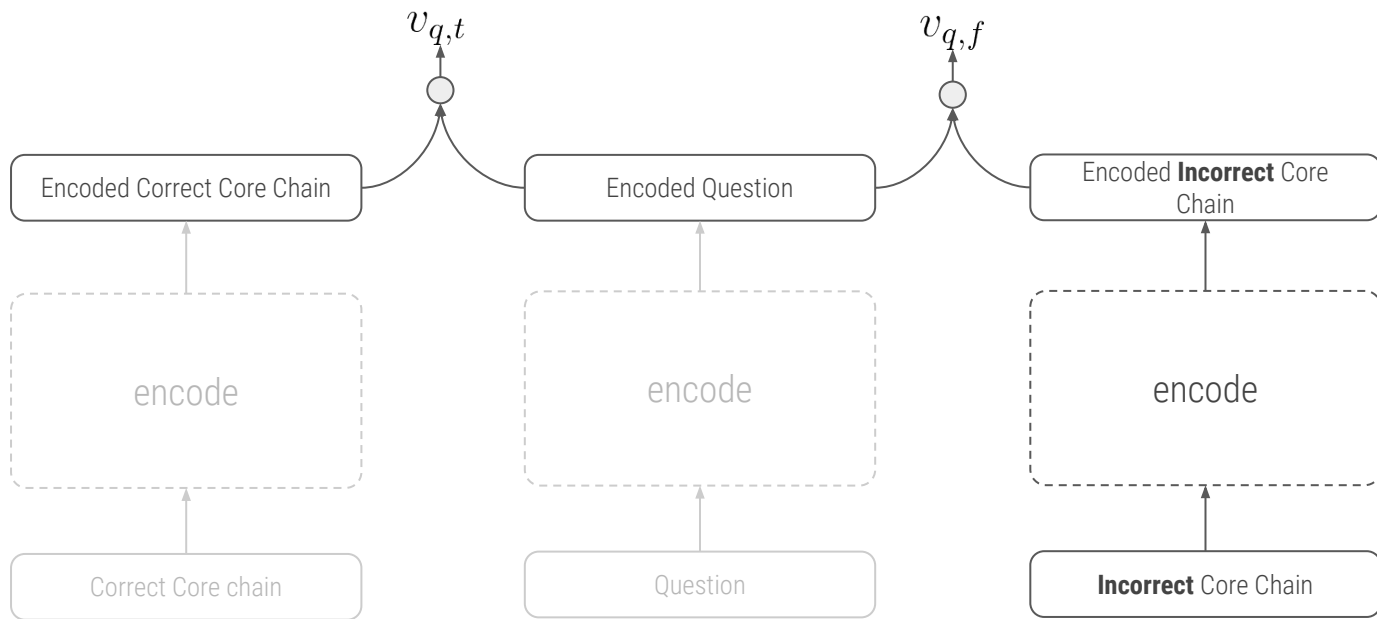 v_{q,t}
v_{q,f}
Encoded Correct Core Chain
Encoded Question
Encoded Incorrect Core
Chain
encode
encode
encode
Correct Core chain
Question
Incorrect Core Chain